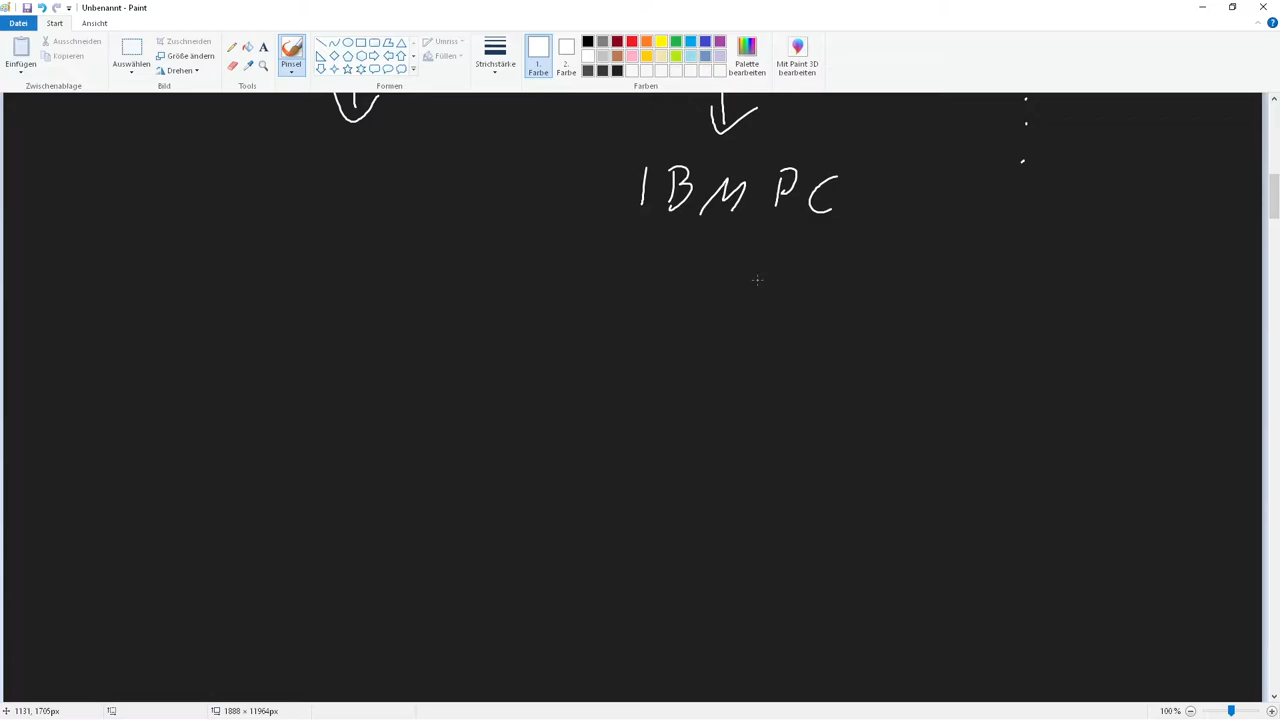 Unbenannt - Paint
Datei Start Ansicht
Einfügen
Ausschneiden
Kopieren
Zwischenablage
Auswählen
Zuschneiden
Größe ändern
Drehen
Bild
A
Tools
Pinsel
Formen
Umriss
Füllen
Strichstärke
1. Farbe
2. Farbe
Palette bearbeiten
Mit Paint 3D bearbeiten
Farben
IBM PC
1131, 1705px
1888 × 11964px
100 %